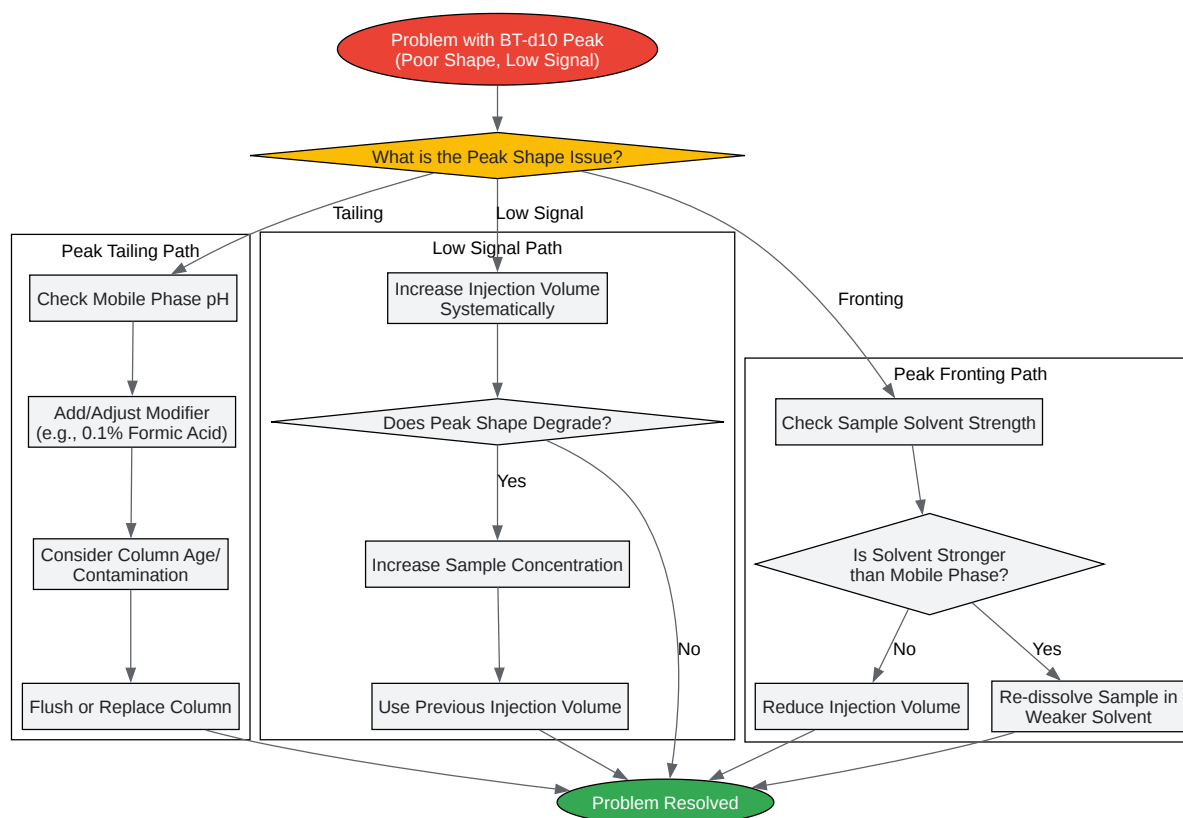 Problem with BT-d10 Peak
(Poor Shape, Low Signal)
What is the Peak Shape Issue?
Tailing
Low Signal
Fronting
Peak Tailing Path
Check Mobile Phase pH
Add/Adjust Modifier
(e.g., 0.1% Formic Acid)
Consider Column Age/
Contamination
Flush or Replace Column
Low Signal Path
Increase Injection Volume
Systematically
Does Peak Shape Degrade?
Yes
No
Increase Sample Concentration
Use Previous Injection Volume
Peak Fronting Path
Check Sample Solvent Strength
Is Solvent Stronger
than Mobile Phase?
No
Yes
Reduce Injection Volume
Re-dissolve Sample in
Weaker Solvent
Problem Resolved